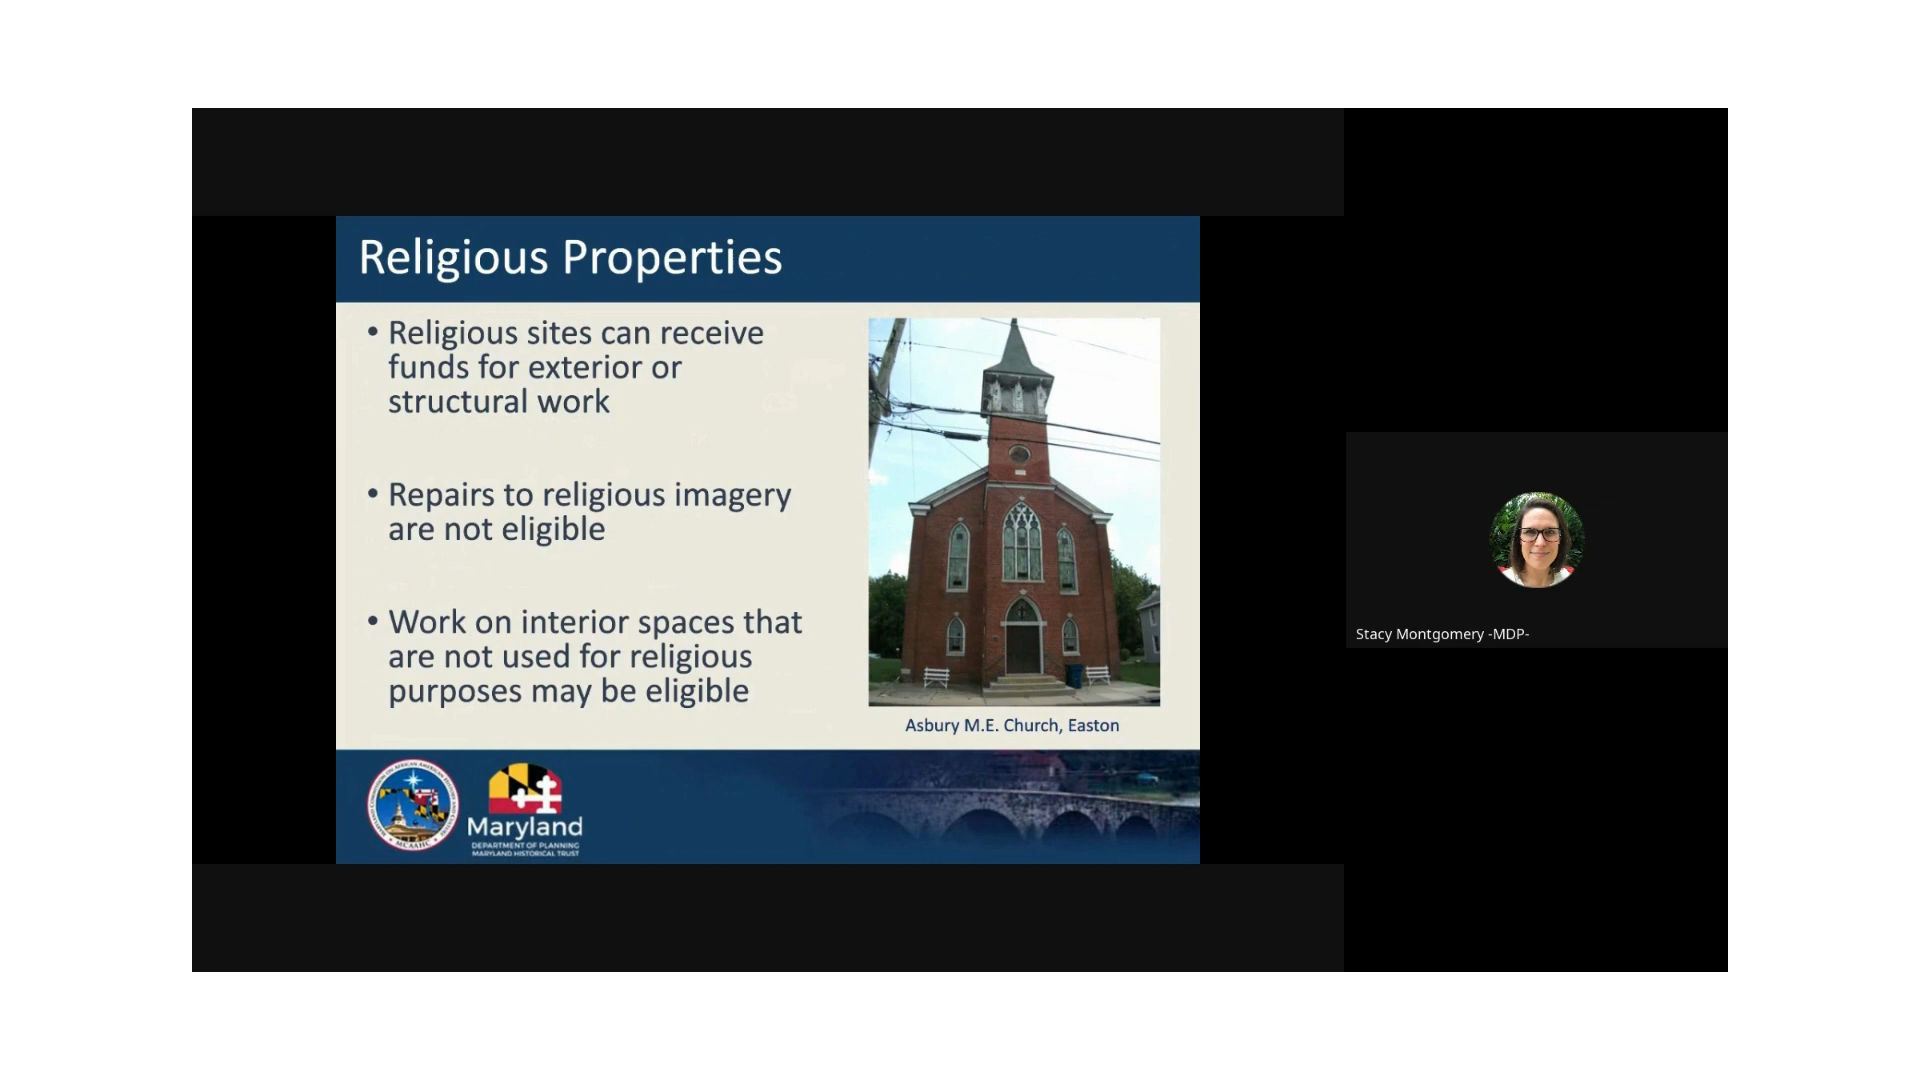 Religious Properties
• Religious sites can receive
funds for exterior or
structural work
• Repairs to religious imagery
are not eligible
• Work on interior spaces that
are not used for religious
purposes may be eligible
Asbury M.E. Church, Easton
MCAAHC
Maryland
DEPARTMENT OF PLANNING
MARYLAND HISTORICAL TRUST
Stacy Montgomery -MDP-